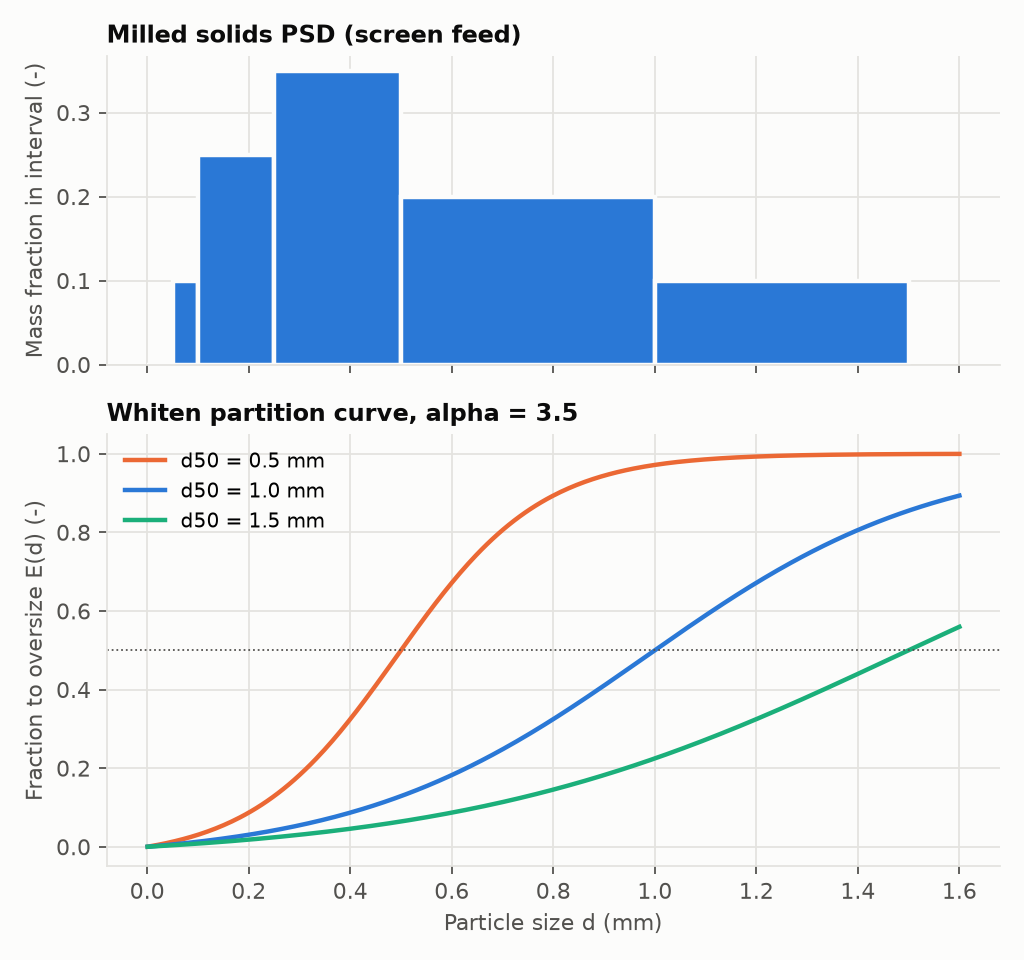 Milled solids PSD (screen feed)
Mass fraction in interval (-)
0.3
0.2
0.1
0.0
Whiten partition curve, alpha = 3.5
Fraction to oversize E(d) (-)
1.0
0.8
0.6
0.4
0.2
0.0
d50 = 0.5 mm
d50 = 1.0 mm
d50 = 1.5 mm
0.0 0.2 0.4 0.6 0.8 1.0 1.2 1.4 1.6
Particle size d (mm)